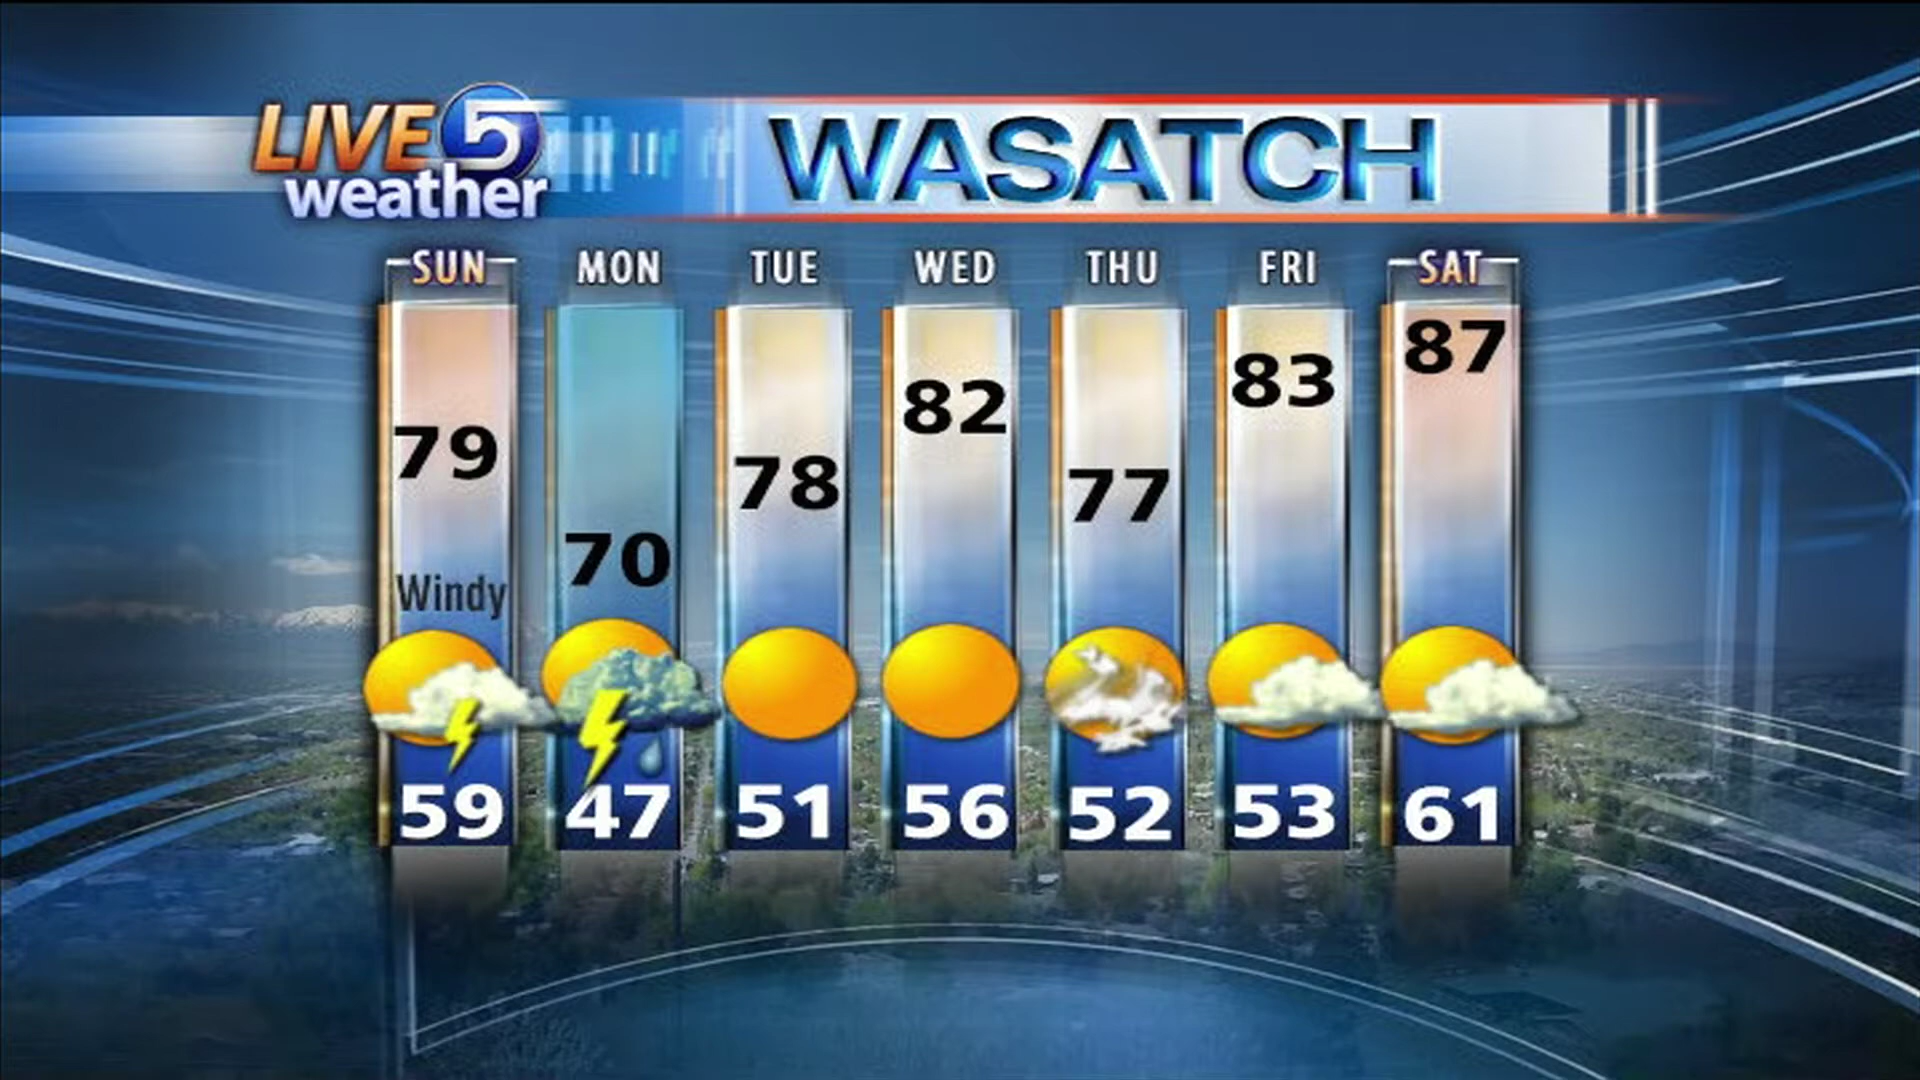 LIVE 5
weather
WASATCH
SUN MON TUE WED THU FRI SAT
79 70 78 82 77 83 87
Windy
59 47 51 56 52 53 61